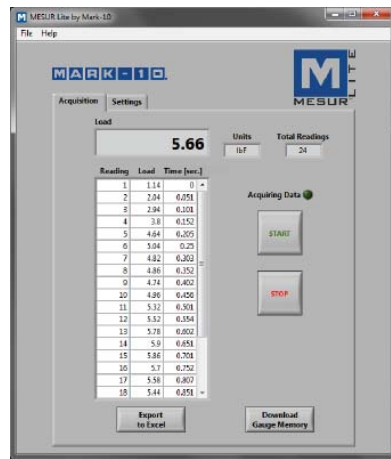 MESUR Lite by Mark-10
File Help
MARK-10
M
LITE
MESUR
Acquisition Settings
Load
5.66
Units
lbF
Total Readings
24
Reading Load Time [sec.]
1 1.14 0
2 2.04 0.051
3 2.94 0.101
4 3.8 0.152
5 4.64 0.205
6 5.04 0.25
7 4.82 0.303
8 4.86 0.352
9 4.74 0.402
10 4.96 0.456
11 5.32 0.501
12 5.52 0.554
13 5.78 0.602
14 5.9 0.651
15 5.86 0.701
16 5.7 0.752
17 5.58 0.807
18 5.44 0.851
Acquiring Data
START
STOP
Export
to Excel
Download
Gauge Memory